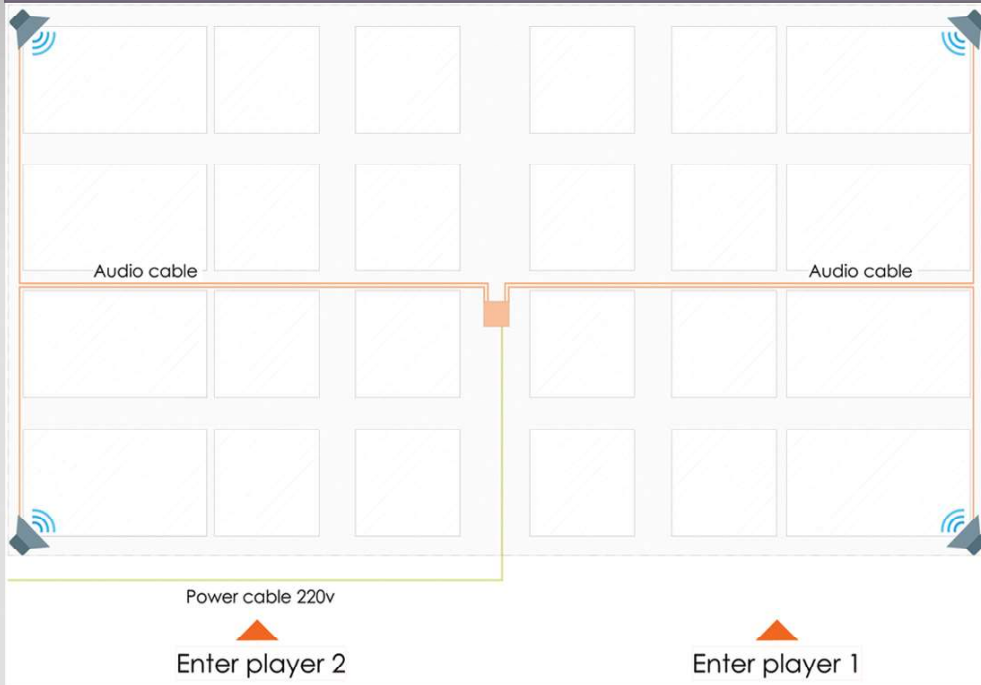 Audio cable
Audio cable
Power cable 220v
Enter player 2
Enter player 1